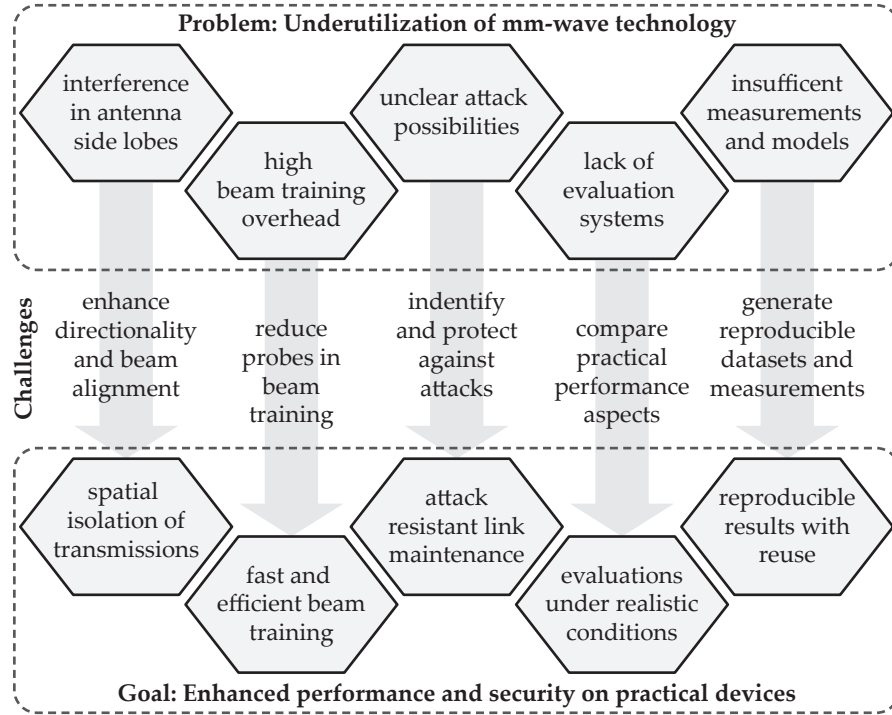 Problem: Underutilization of mm-wave technology
interference
in antenna
side lobes
high
beam training
overhead
unclear attack
possibilities
lack of
evaluation
systems
insufficent
measurements
and models
Challenges
enhance
directionality
and beam
alignment
reduce
probes in
beam
training
indentify
and protect
against
attacks
compare
practical
performance
aspects
generate
reproducible
datasets and
measurements
spatial
isolation of
transmissions
fast and
efficient beam
training
attack
resistant link
maintenance
evaluations
under realistic
conditions
reproducible
results with
reuse
Goal: Enhanced performance and security on practical devices